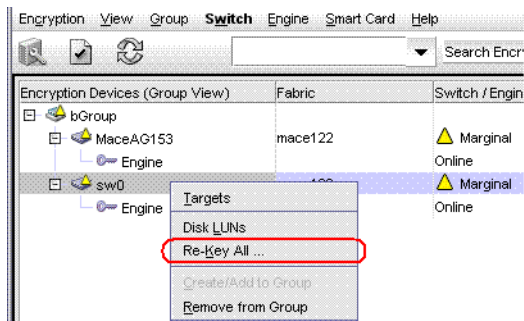 Encryption View Group Switch Engine Smart Card Help
Search Encr
Encryption Devices (Group View) Fabric Switch / Engin
bGroup
MaceAG153 mace122 Marginal
Engine Online
sw0 Marginal
Engine Online
Targets
Disk LUNs
Re-Key All ...
Create/Add to Group
Remove from Group